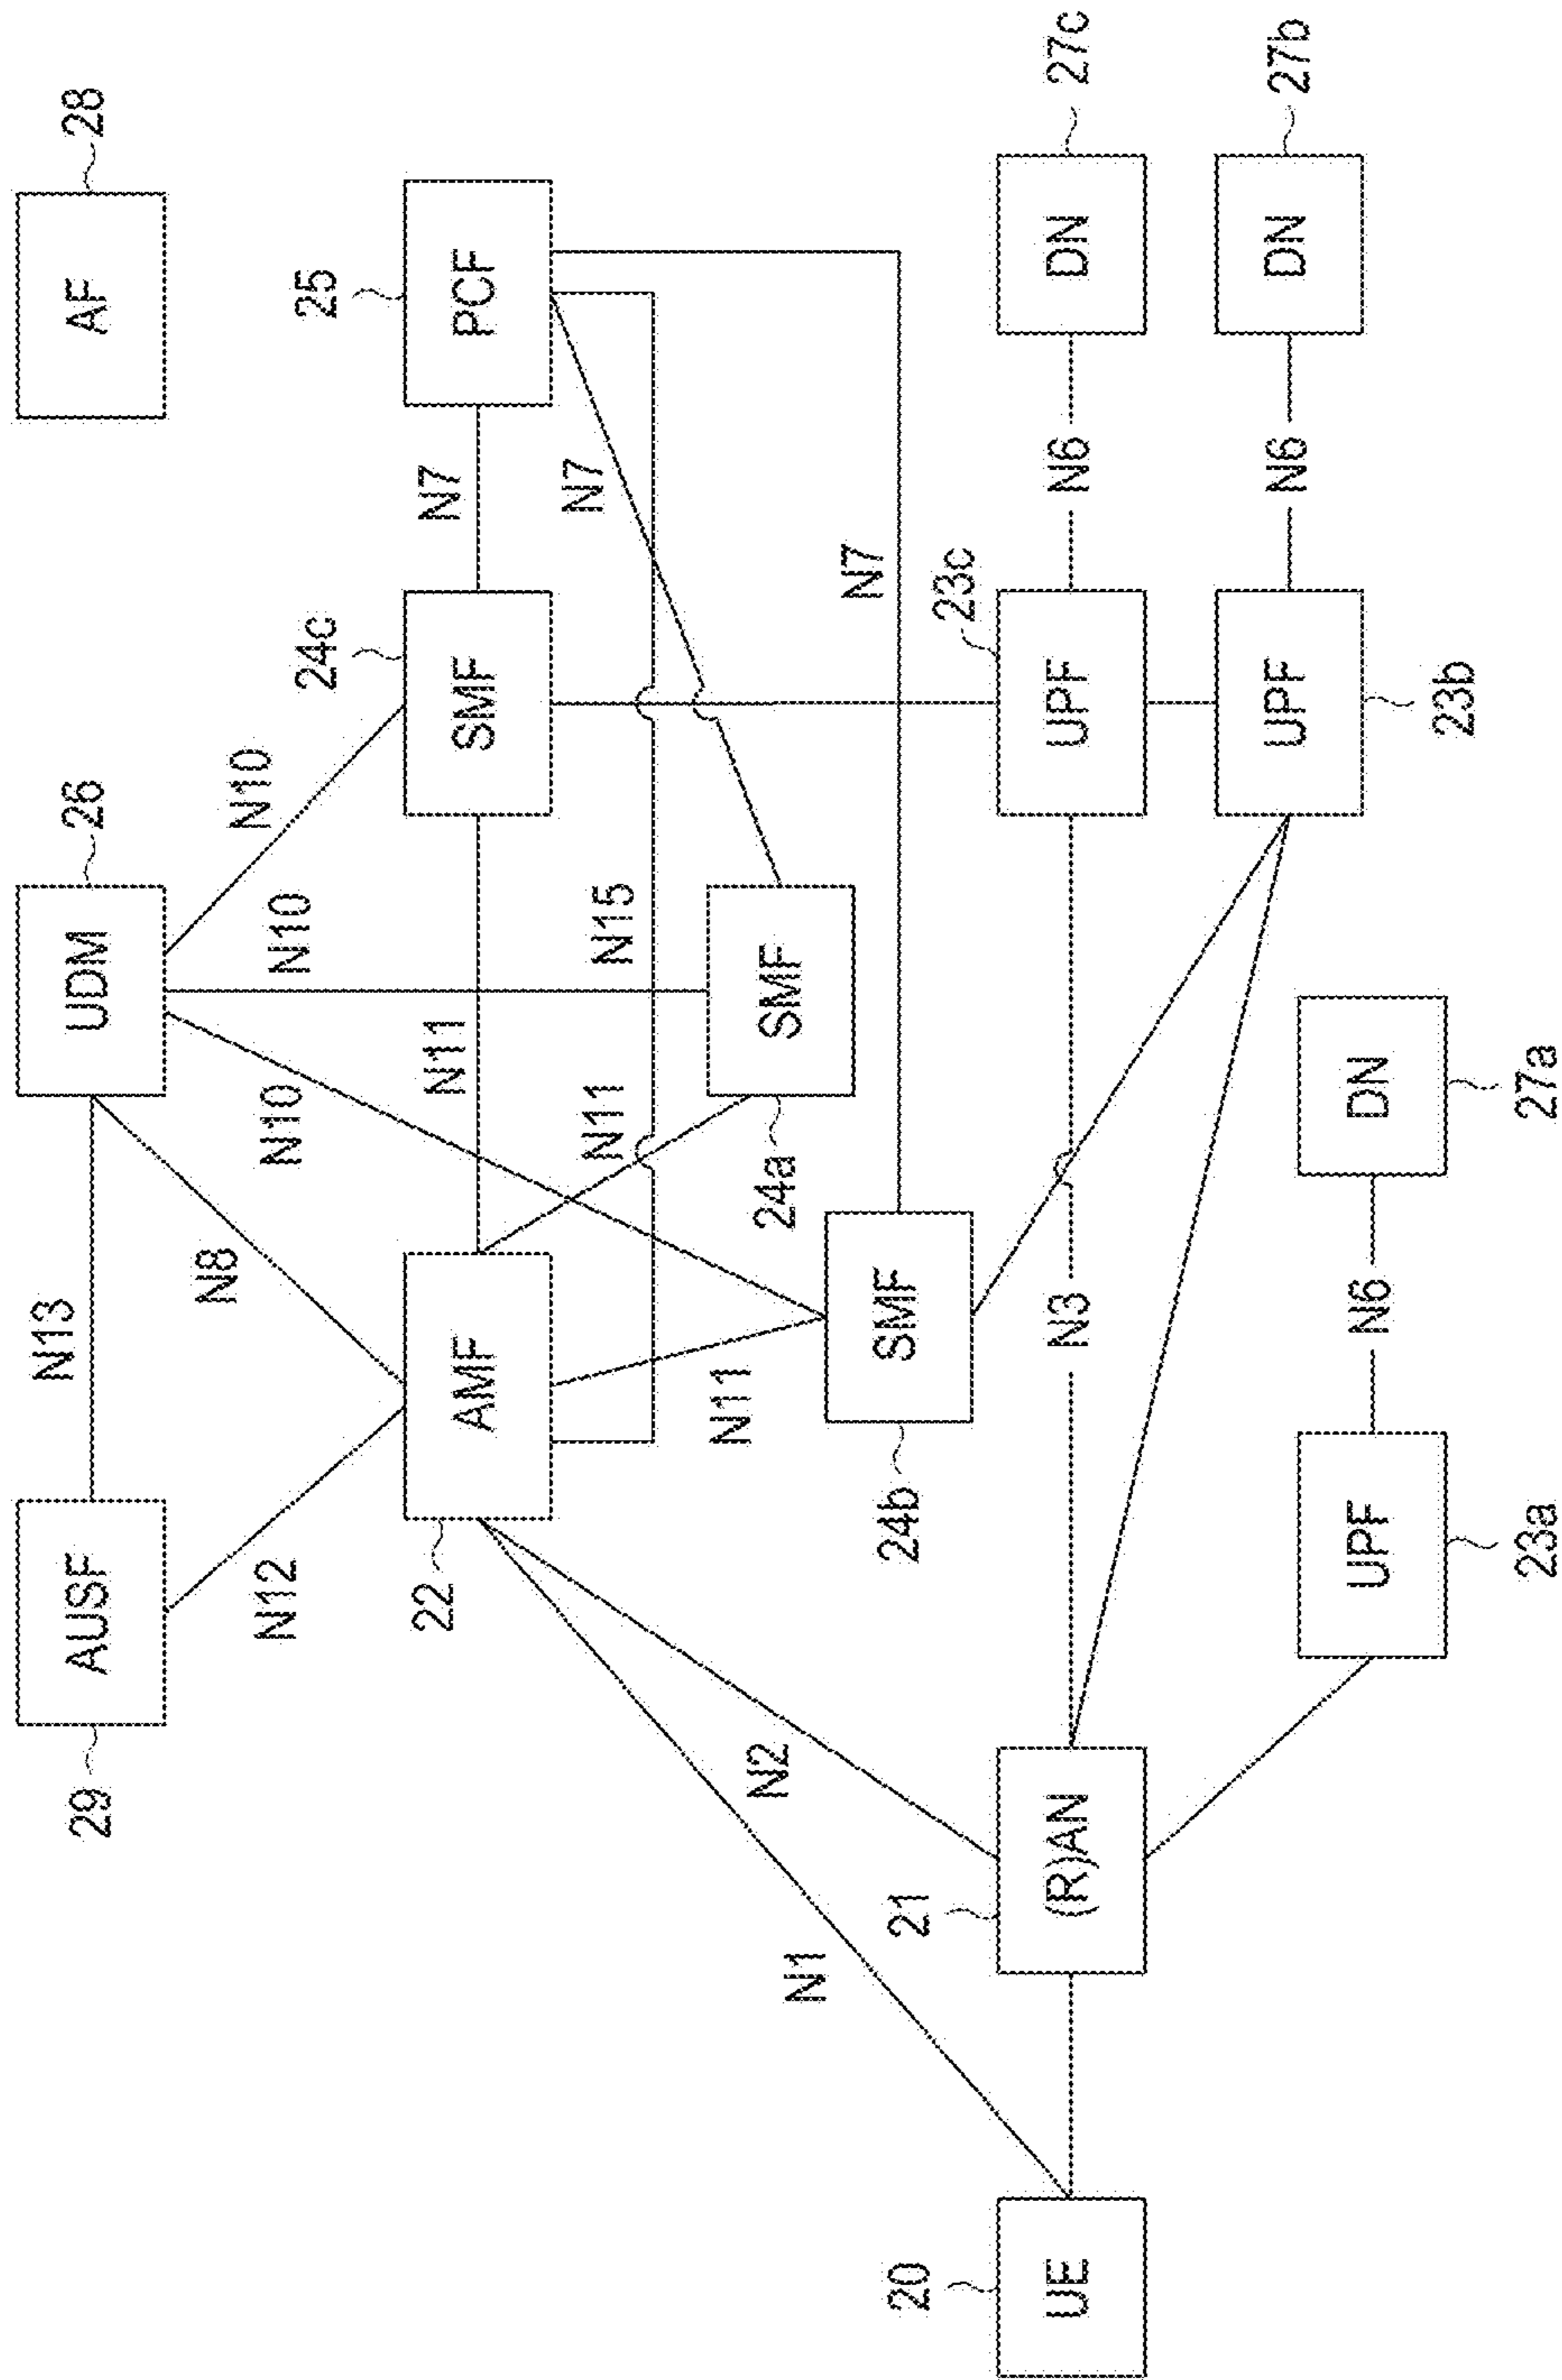 29
AUSF
N13
UDM
26
AF
28
N8
N10
N12
N10
N10
24c
25
22
N11
N7
AMF
SMF
PCF
N11
N7
N15
N11
N2
24a
SMF
N1
N7
24b
SMF
20
21
23c
UE
(R)AN
N3
UPF
N6
DN
27c
UPF
N6
DN
27b
UPF
N6
DN
23b
23a
27a